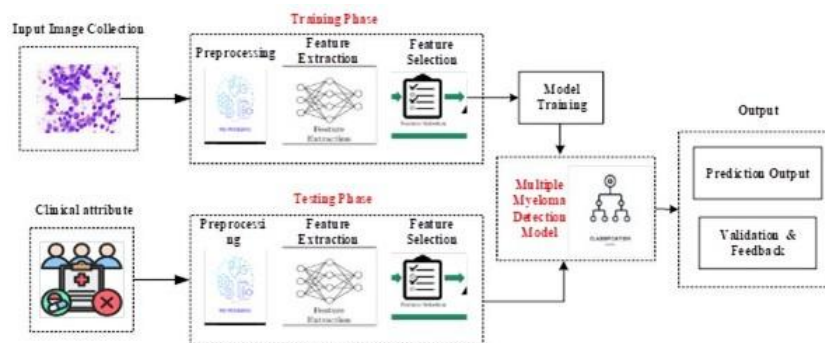 Input Image Collection
Training Phase
Preprocessing
Feature
Extraction
Feature
Selection
Feature
Extraction
Model
Training
Output
Prediction Output
Validation &
Feedback
Multiple
Myeloma
Detection
Model
CLASSIFICATION
Clinical attribute
Testing Phase
Preprocessi
ng
Feature
Extraction
Feature
Selection
Feature
Extraction